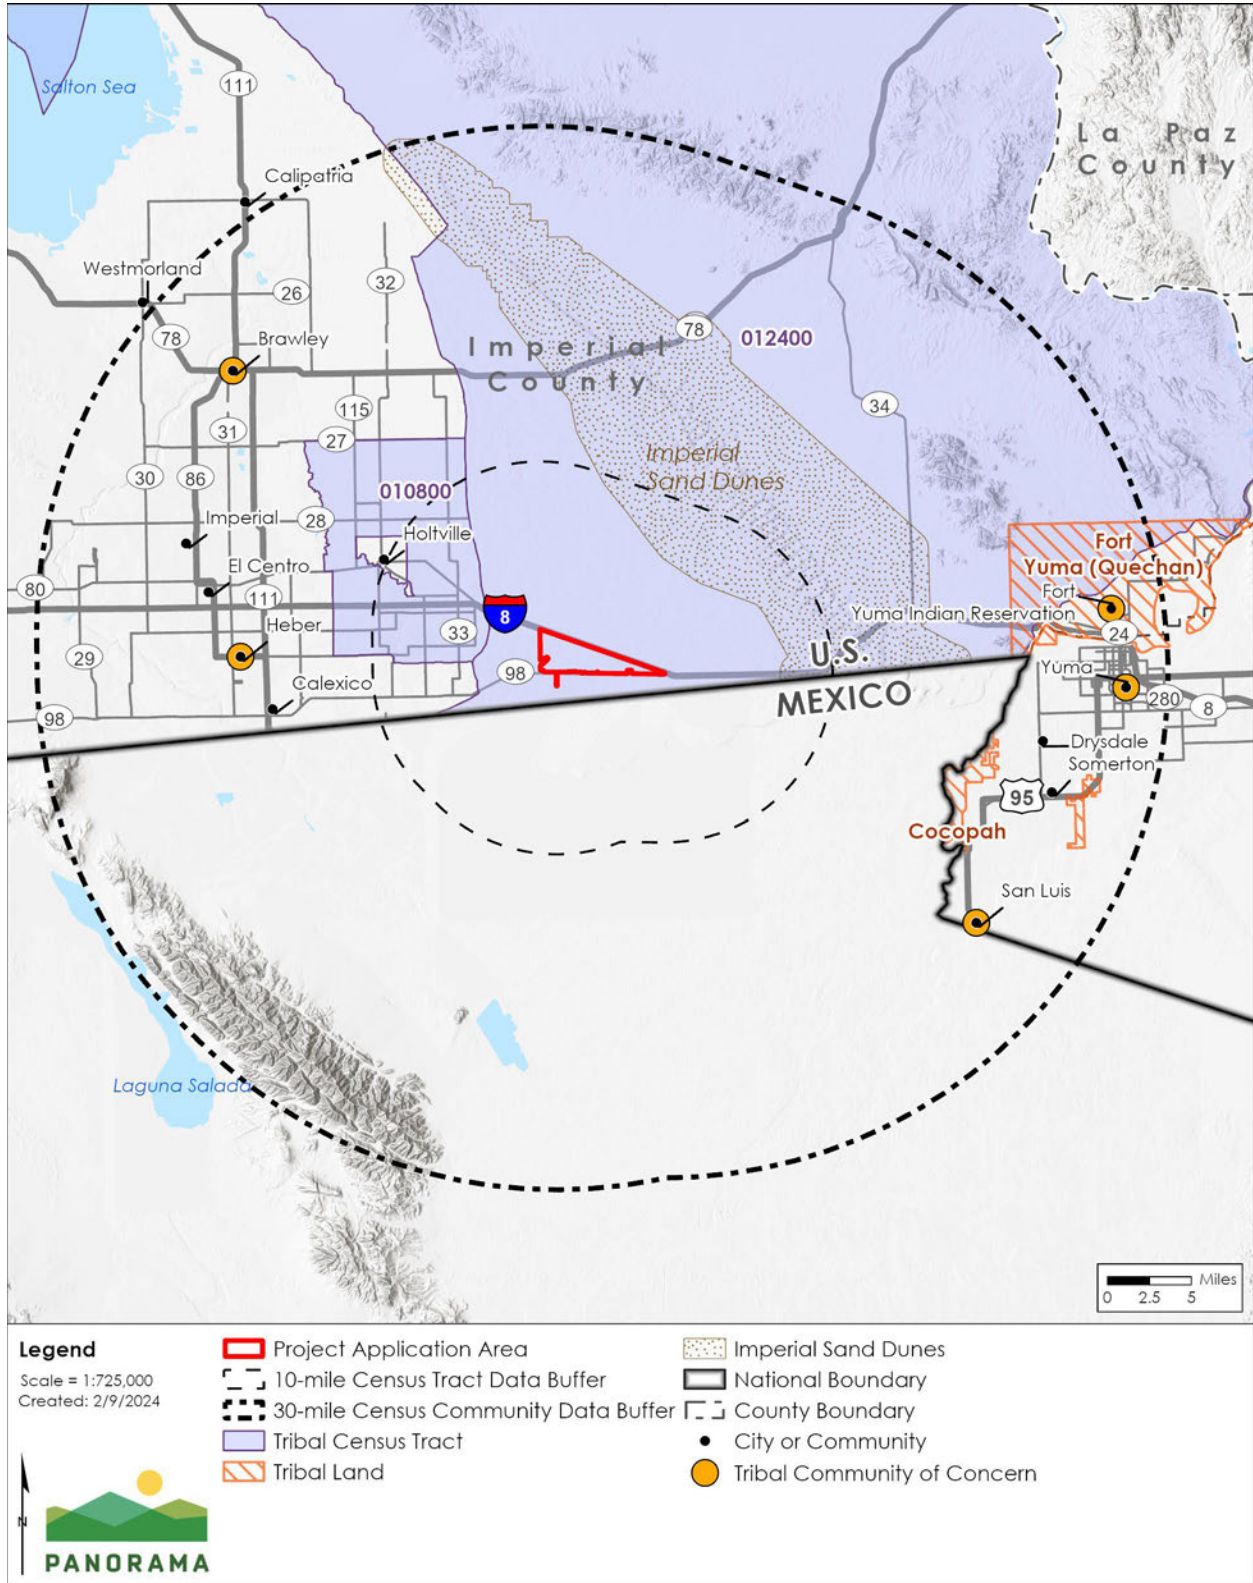 111
Salton Sea
La Paz
County
Calipatria
Westmorland
26
32
78
Brawley
78
012400
Imperial
County
34
115
31
27
Imperial
Sand Dunes
30
86
010800
28
Imperial
Holtville
Fort
Yuma (Quechan)
El Centro
80
111
8
Fort
Yuma Indian Reservation
Heber
33
24
29
98
U.S.
MEXICO
Yuma
Calexico
280
8
98
Drysdale
Somerton
95
Cocopah
San Luis
Laguna Salada
Miles
0 2.5 5
Legend
Scale = 1:725,000
Created: 2/9/2024
N
PANORAMA
Project Application Area
10-mile Census Tract Data Buffer
30-mile Census Community Data Buffer
Tribal Census Tract
Tribal Land
Imperial Sand Dunes
National Boundary
County Boundary
City or Community
Tribal Community of Concern